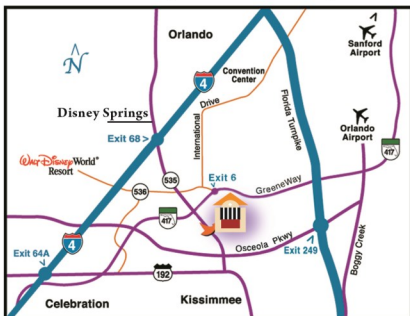 Orlando
Sanford
Airport
N
4
Convention
Center
Disney Springs
International Drive
Florida Turnpike
Orlando
Airport
417
Exit 68 >
WALT DISNEY World®
Resort
535
536
Exit 6
GreeneWay
417
4
Osceola Pkwy
Exit 249
Boggy Creek
Exit 64A
192
Celebration
Kissimmee